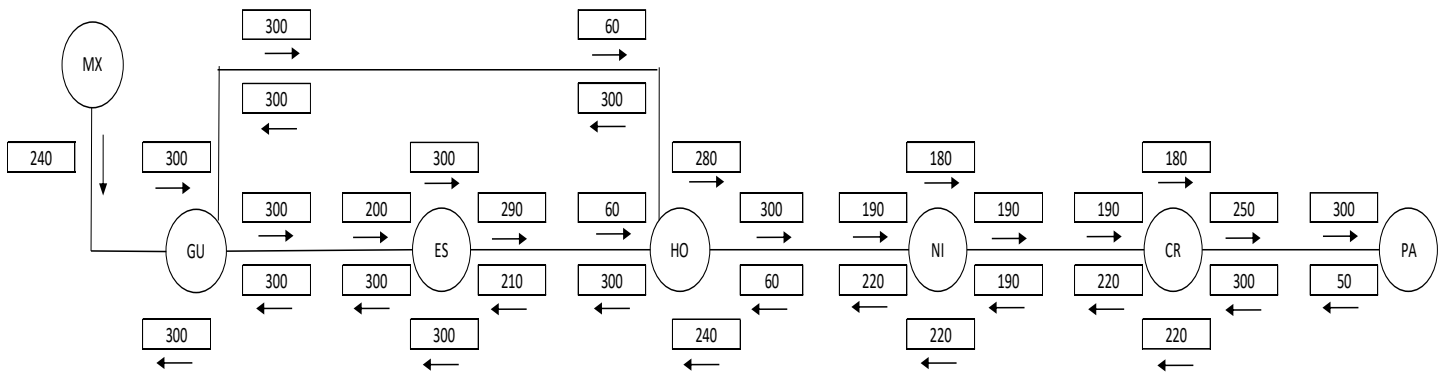 300 60
MX
300 300
240 300 300 280 180 180
300 200 290 60 300 190 190 190 250 300
GU ES HO NI CR PA
300 300 210 300 60 220 190 220 300 50
300 300 240 220 220